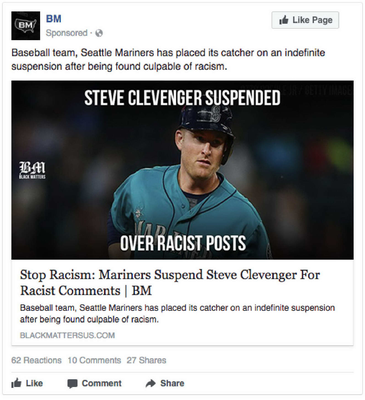 BM
BM
Sponsored ·
Like Page
Baseball team, Seattle Mariners has placed its catcher on an indefinite
suspension after being found culpable of racism.
STEVE CLEVENGER SUSPENDED
BM
BLACK MATTERS
MARINERS
OVER RACIST POSTS
Stop Racism: Mariners Suspend Steve Clevenger For
Racist Comments | BM
Baseball team, Seattle Mariners has placed its catcher on an indefinite suspension
after being found culpable of racism.
BLACKMATTERSUS.COM
62 Reactions 10 Comments 27 Shares
Like Comment Share